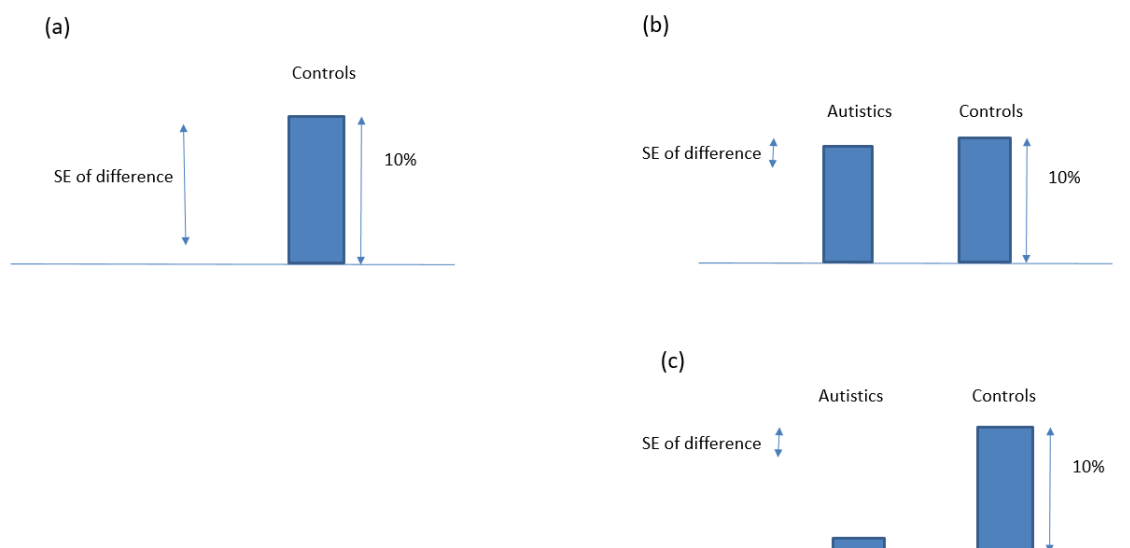 (a)
Controls
SE of difference
10%
(b)
Autistics Controls
SE of difference
10%
(c)
Autistics Controls
SE of difference
10%